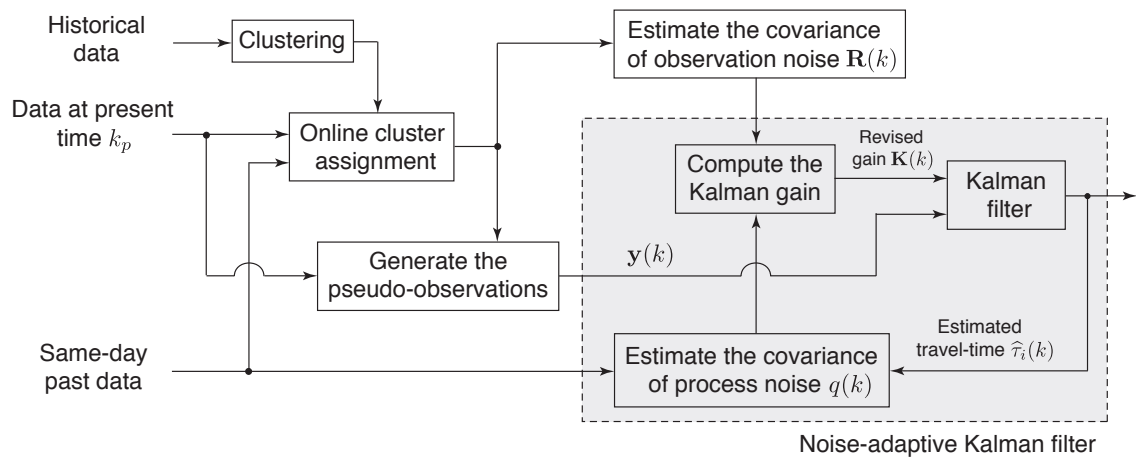 Historical
data
Clustering
Estimate the covariance
of observation noise R(k)
Data at present
time k_p
Online cluster
assignment
Compute the
Kalman gain
Revised
gain K(k)
Kalman
filter
Generate the
pseudo-observations
y(k)
Same-day
past data
Estimate the covariance
of process noise q(k)
Estimated
travel-time τ̂_i(k)
Noise-adaptive Kalman filter